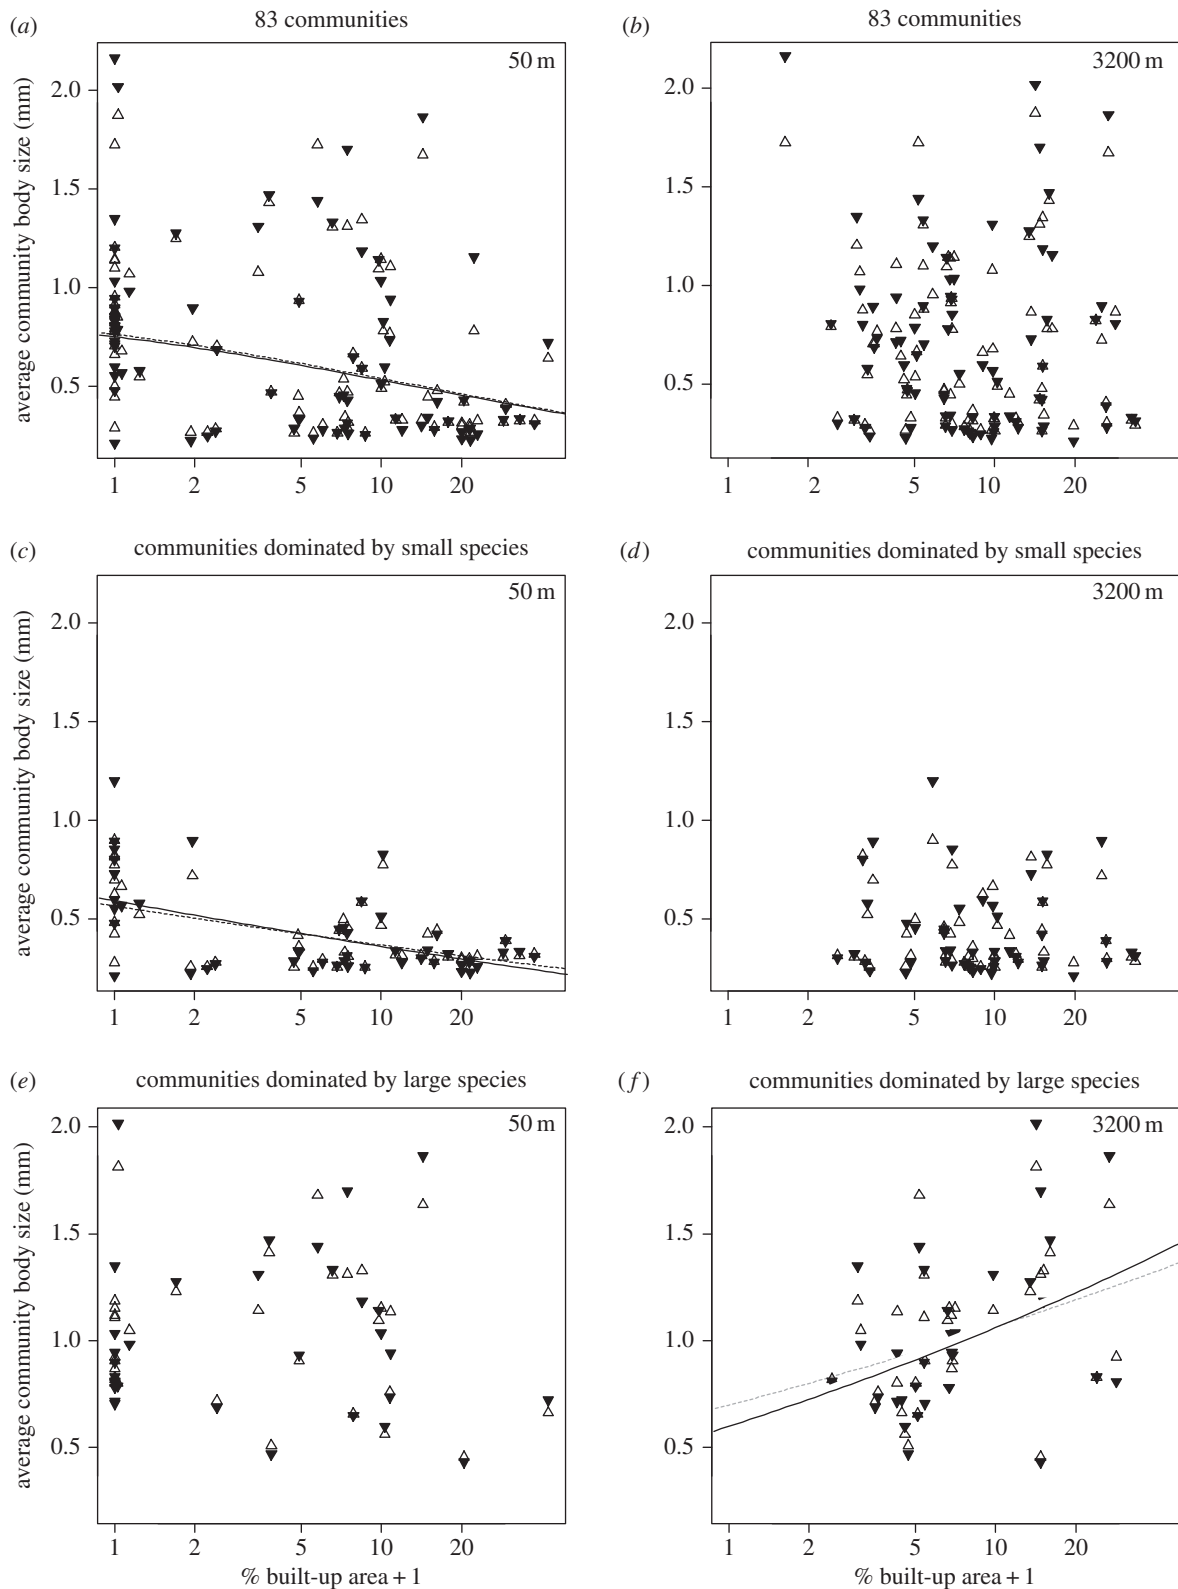 (a) 83 communities
50 m
2.0
1.5
1.0
0.5
average community body size (mm)
1 2 5 10 20
(b) 83 communities
3200 m
2.0
1.5
1.0
0.5
1 2 5 10 20
(c) communities dominated by small species
50 m
2.0
1.5
1.0
0.5
average community body size (mm)
1 2 5 10 20
(d) communities dominated by small species
3200 m
2.0
1.5
1.0
0.5
1 2 5 10 20
(e) communities dominated by large species
50 m
2.0
1.5
1.0
0.5
average community body size (mm)
1 2 5 10 20
% built-up area + 1
(f) communities dominated by large species
3200 m
2.0
1.5
1.0
0.5
1 2 5 10 20
% built-up area + 1